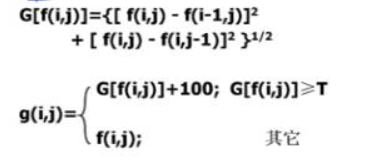 G[f(i,j)]={[ f(i,j) - f(i-1,j)]²
+ [ f(i,j) - f(i,j-1)]² }¹/²
G[f(i,j)]+100; G[f(i,j)]≥T
g(i,j)={
f(i,j); 其它